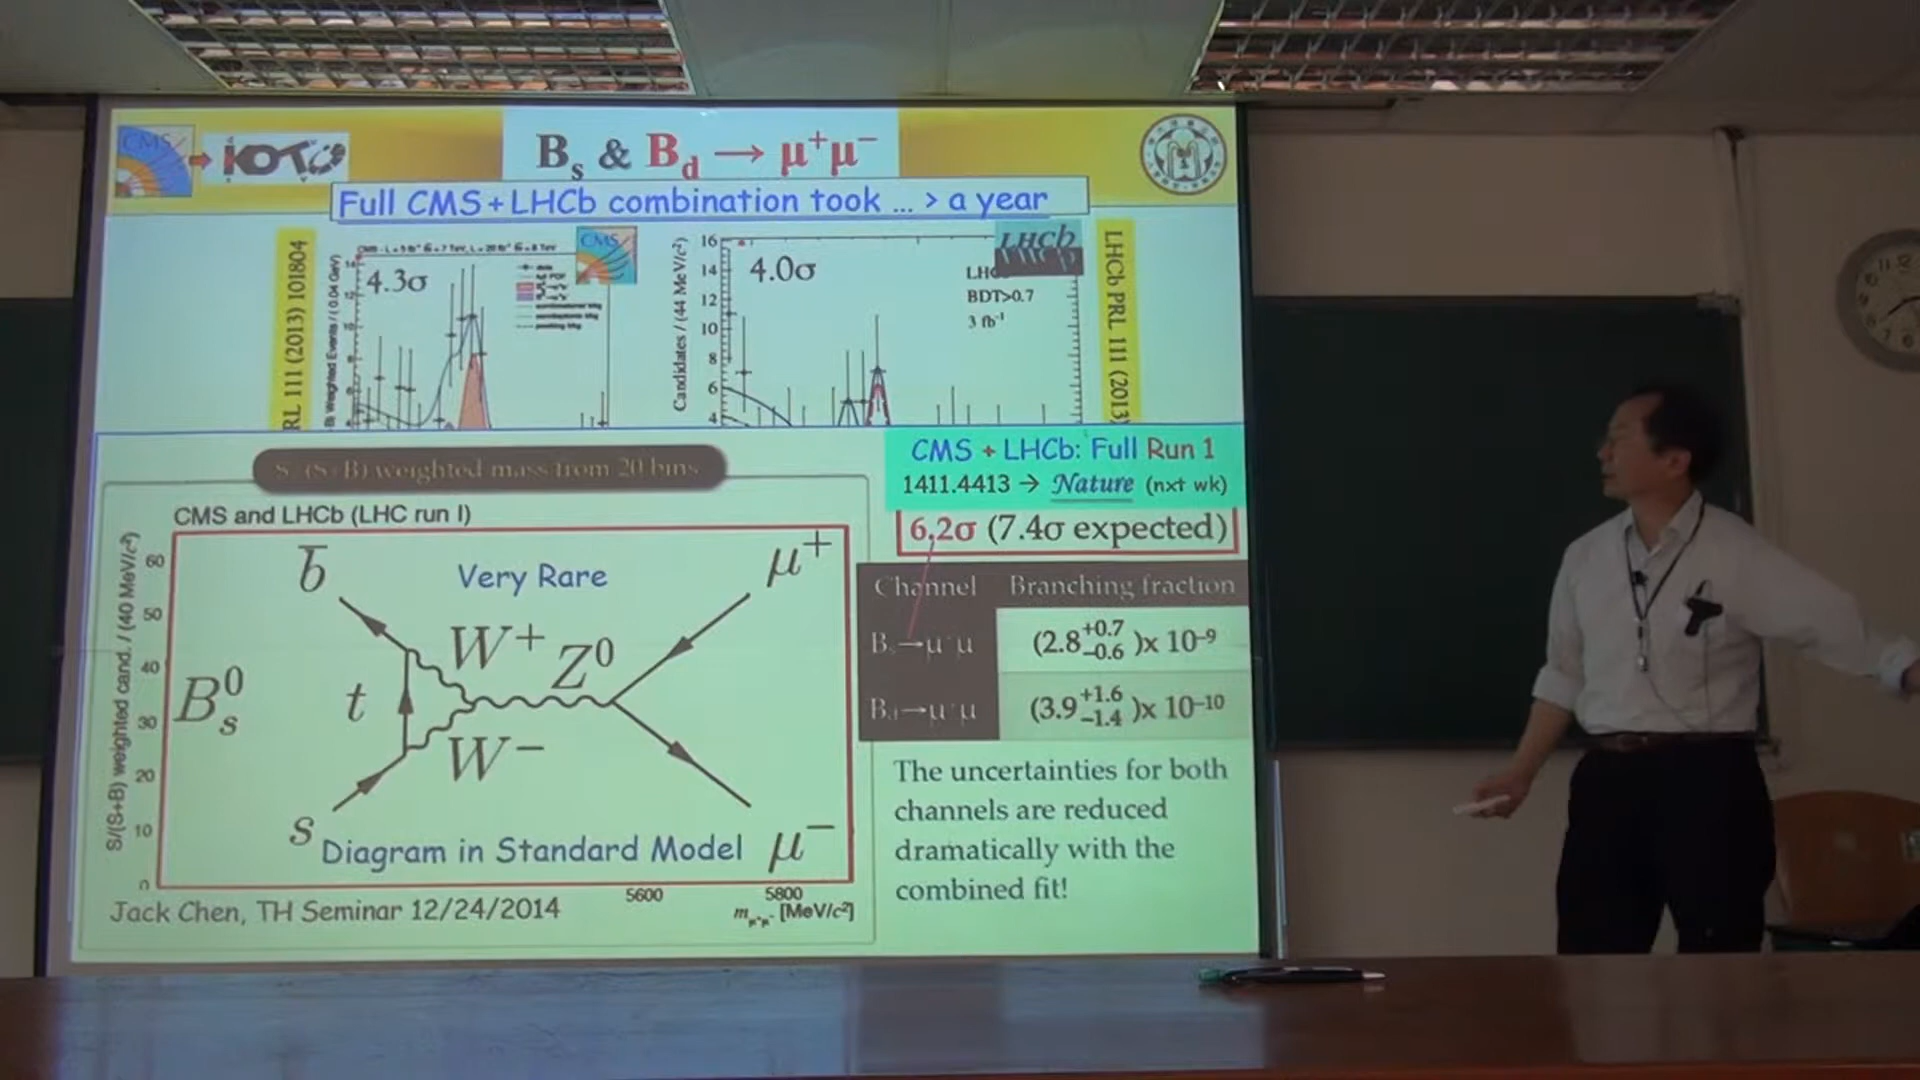 CMS
KOTO
Bs & Bd → μ+μ−
Full CMS + LHCb combination took ... > a year
RL 111 (2013) 101804
CMS
4.3σ
Candidates / (44 MeV/c²)
16
14
12
10
8
6
4
4.0σ
LHCb
BDT>0.7
3 fb⁻¹
LHCb PRL 111 (2013)
S/(S+B) weighted mass from 20 bins
CMS and LHCb (LHC run I)
S/(S+B) weighted cand. / (40 MeV/c²)
60
50
40
30
20
10
0
b̄
Very Rare
μ+
W+
Z0
B0s
t
W−
s
Diagram in Standard Model
μ−
5600
5800
Jack Chen, TH Seminar 12/24/2014
[MeV/c²]
CMS + LHCb: Full Run 1
1411.4413 → Nature (nxt wk)
6.2σ (7.4σ expected)
Channel Branching fraction
Bs→μ μ (2.8 +0.7 −0.6 )x 10⁻⁹
Bd→μ μ (3.9 +1.6 −1.4 )x 10⁻¹⁰
The uncertainties for both
channels are reduced
dramatically with the
combined fit!